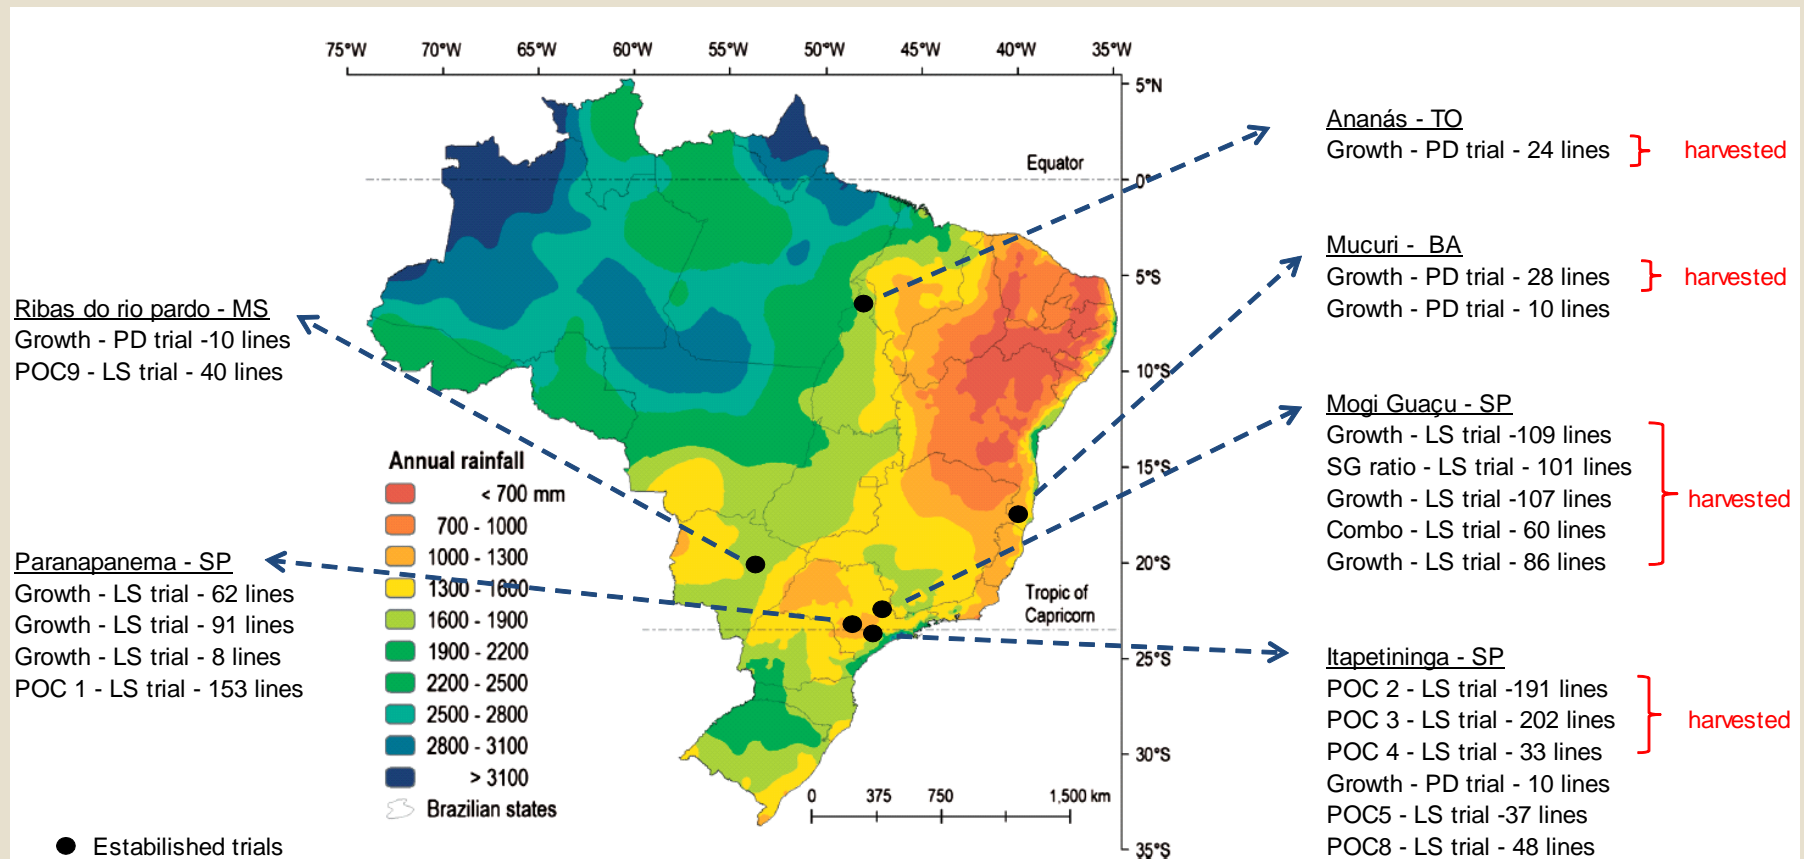 75°W 70°W 65°W 60°W 55°W 50°W 45°W 40°W 35°W
5°N
Equator
0°
5°S
10°S
15°S
20°S
Tropic of
Capricorn
25°S
30°S
35°S
Ribas do rio pardo - MS
Growth - PD trial -10 lines
POC9 - LS trial - 40 lines
Paranapanema - SP
Growth - LS trial - 62 lines
Growth - LS trial - 91 lines
Growth - LS trial - 8 lines
POC 1 - LS trial - 153 lines
Annual rainfall
< 700 mm
700 - 1000
1000 - 1300
1300 - 1600
1600 - 1900
1900 - 2200
2200 - 2500
2500 - 2800
2800 - 3100
> 3100
Brazilian states
0 375 750 1,500 km
Estabilished trials
Ananás - TO
Growth - PD trial - 24 lines harvested
Mucuri - BA
Growth - PD trial - 28 lines harvested
Growth - PD trial - 10 lines
Mogi Guaçu - SP
Growth - LS trial -109 lines
SG ratio - LS trial - 101 lines
Growth - LS trial -107 lines harvested
Combo - LS trial - 60 lines
Growth - LS trial - 86 lines
Itapetininga - SP
POC 2 - LS trial -191 lines
POC 3 - LS trial - 202 lines harvested
POC 4 - LS trial - 33 lines
Growth - PD trial - 10 lines
POC5 - LS trial -37 lines
POC8 - LS trial - 48 lines